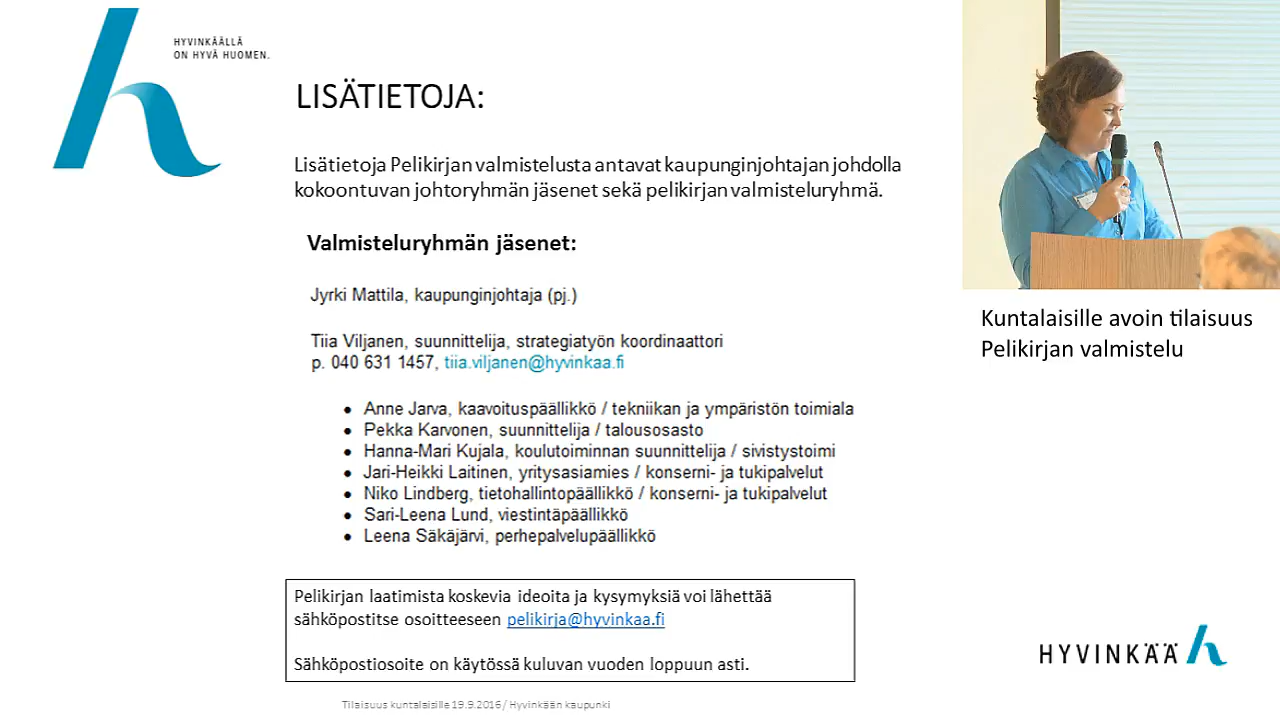 HYVINKÄÄLLÄ
ON HYVÄ HUOMEN.
LISÄTIETOJA:
Lisätietoja Pelikirjan valmistelusta antavat kaupunginjohtajan johdolla
kokoontuvan johtoryhmän jäsenet sekä pelikirjan valmisteluryhmä.
Valmisteluryhmän jäsenet:
Jyrki Mattila, kaupunginjohtaja (pj.)
Tiia Viljanen, suunnittelija, strategiatyön koordinaattori
p. 040 631 1457, tiia.viljanen@hyvinkaa.fi
• Anne Jarva, kaavoituspäällikkö / tekniikan ja ympäristön toimiala
• Pekka Karvonen, suunnittelija / talousosasto
• Hanna-Mari Kujala, koulutoiminnan suunnittelija / sivistystoimi
• Jari-Heikki Laitinen, yritysasiamies / konserni- ja tukipalvelut
• Niko Lindberg, tietohallintopäällikkö / konserni- ja tukipalvelut
• Sari-Leena Lund, viestintäpäällikkö
• Leena Säkäjärvi, perhepalvelupäällikkö
Pelikirjan laatimista koskevia ideoita ja kysymyksiä voi lähettää
sähköpostitse osoitteeseen pelikirja@hyvinkaa.fi
Sähköpostiosoite on käytössä kuluvan vuoden loppuun asti.
Tilaisuus kuntalaisille 19.9.2016 / Hyvinkään kaupunki
Kuntalaisille avoin tilaisuus
Pelikirjan valmistelu
HYVINKÄÄ